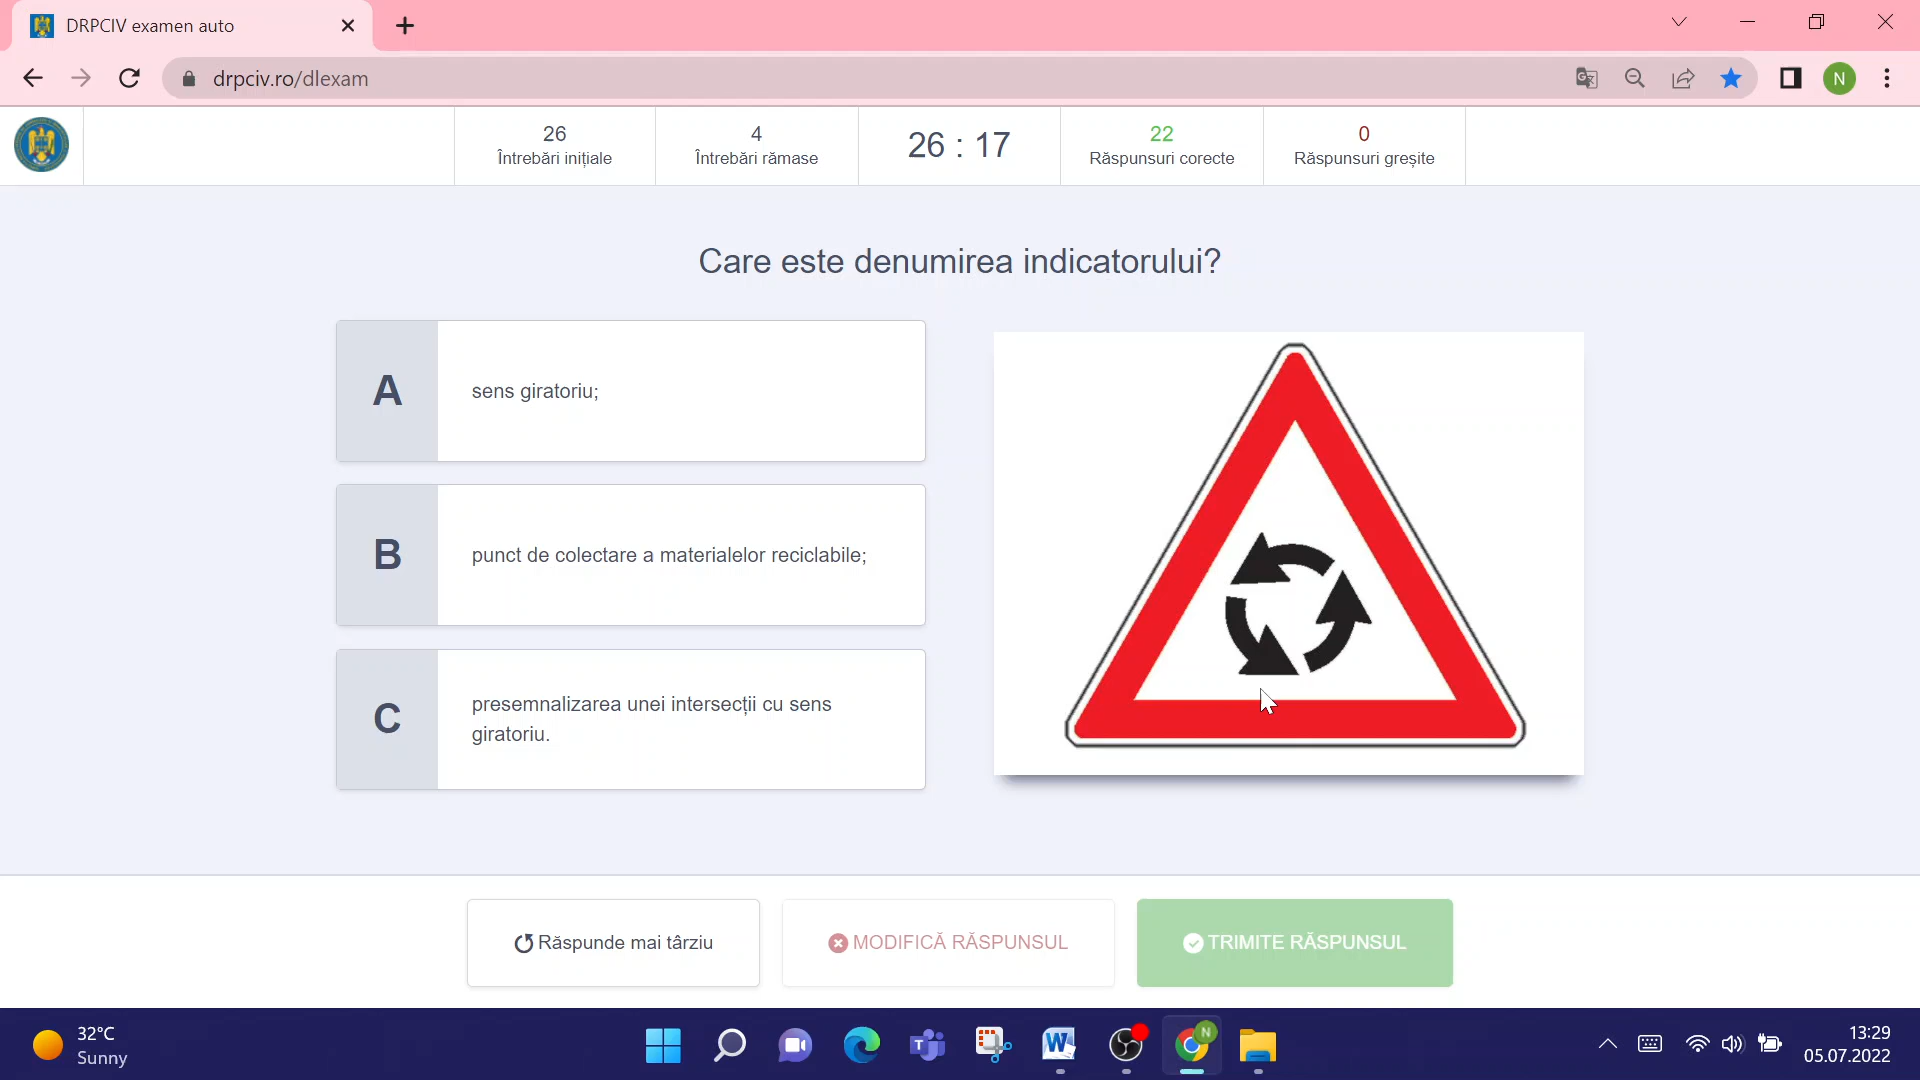 DRPCIV examen auto
drpciv.ro/dlexam
N
26
Întrebări inițiale
4
Întrebări rămase
26 : 17
22
Răspunsuri corecte
0
Răspunsuri greșite
Care este denumirea indicatorului?
A
sens giratoriu;
B
punct de colectare a materialelor reciclabile;
C
presemnalizarea unei intersecții cu sens
giratoriu.
Răspunde mai târziu
MODIFICĂ RĂSPUNSUL
TRIMITE RĂSPUNSUL
32°C
Sunny
T
W
N
13:29
05.07.2022